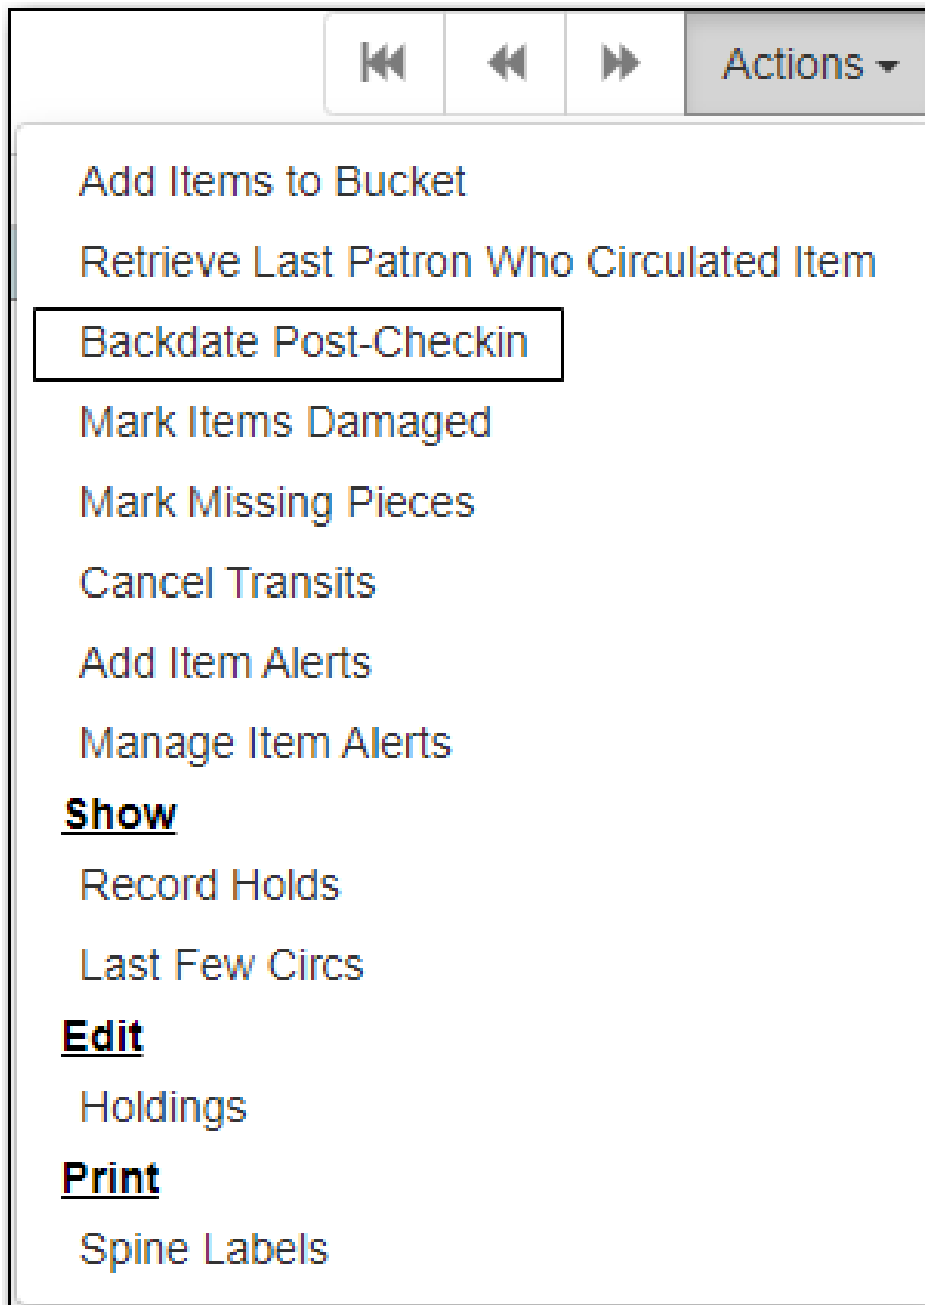 Actions
Add Items to Bucket
Retrieve Last Patron Who Circulated Item
Backdate Post-Checkin
Mark Items Damaged
Mark Missing Pieces
Cancel Transits
Add Item Alerts
Manage Item Alerts
Show
Record Holds
Last Few Circs
Edit
Holdings
Print
Spine Labels